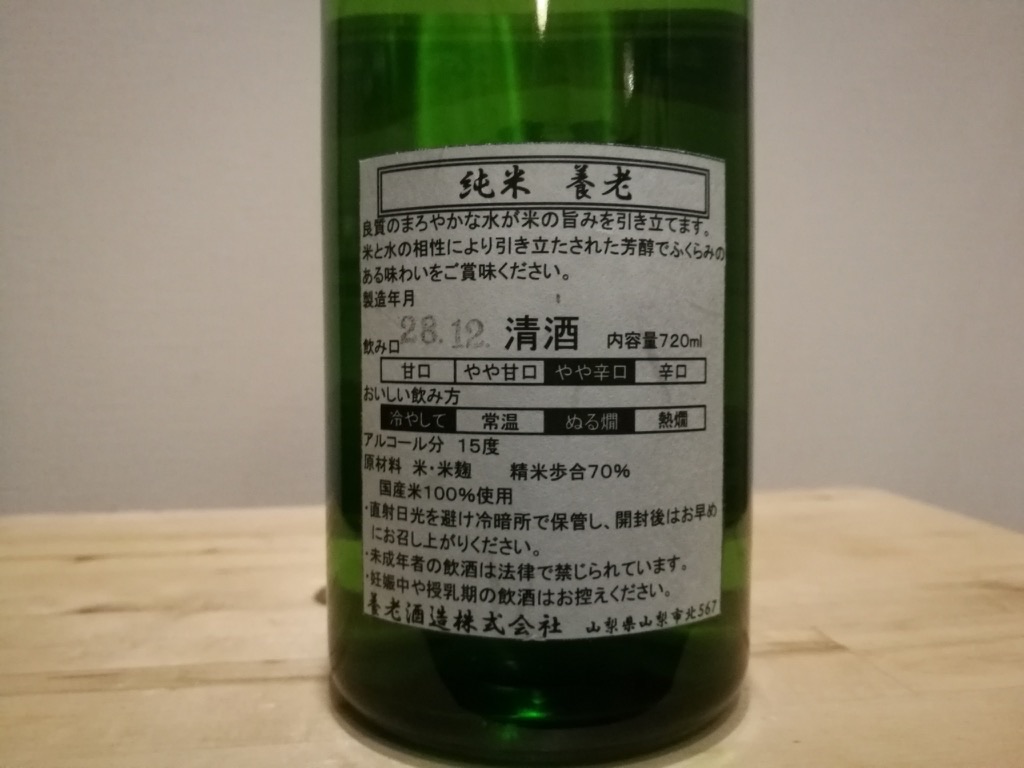 純米 養老
良質のまろやかな水が米の旨みを引き立てます。
米と水の相性により引き立たされた芳醇でふくらみの
ある味わいをご賞味ください。
製造年月
28.12. 清酒 内容量720ml
飲み口
甘口 やや甘口 やや辛口 辛口
おいしい飲み方
冷やして 常温 ぬる燗 熱燗
アルコール分 15度
原材料 米・米麹 精米歩合70%
国産米100%使用
・直射日光を避け冷暗所で保管し、開封後はお早め
にお召し上がりください。
・未成年者の飲酒は法律で禁じられています。
・妊娠中や授乳期の飲酒はお控えください。
養老酒造株式会社 山梨県山梨市北567